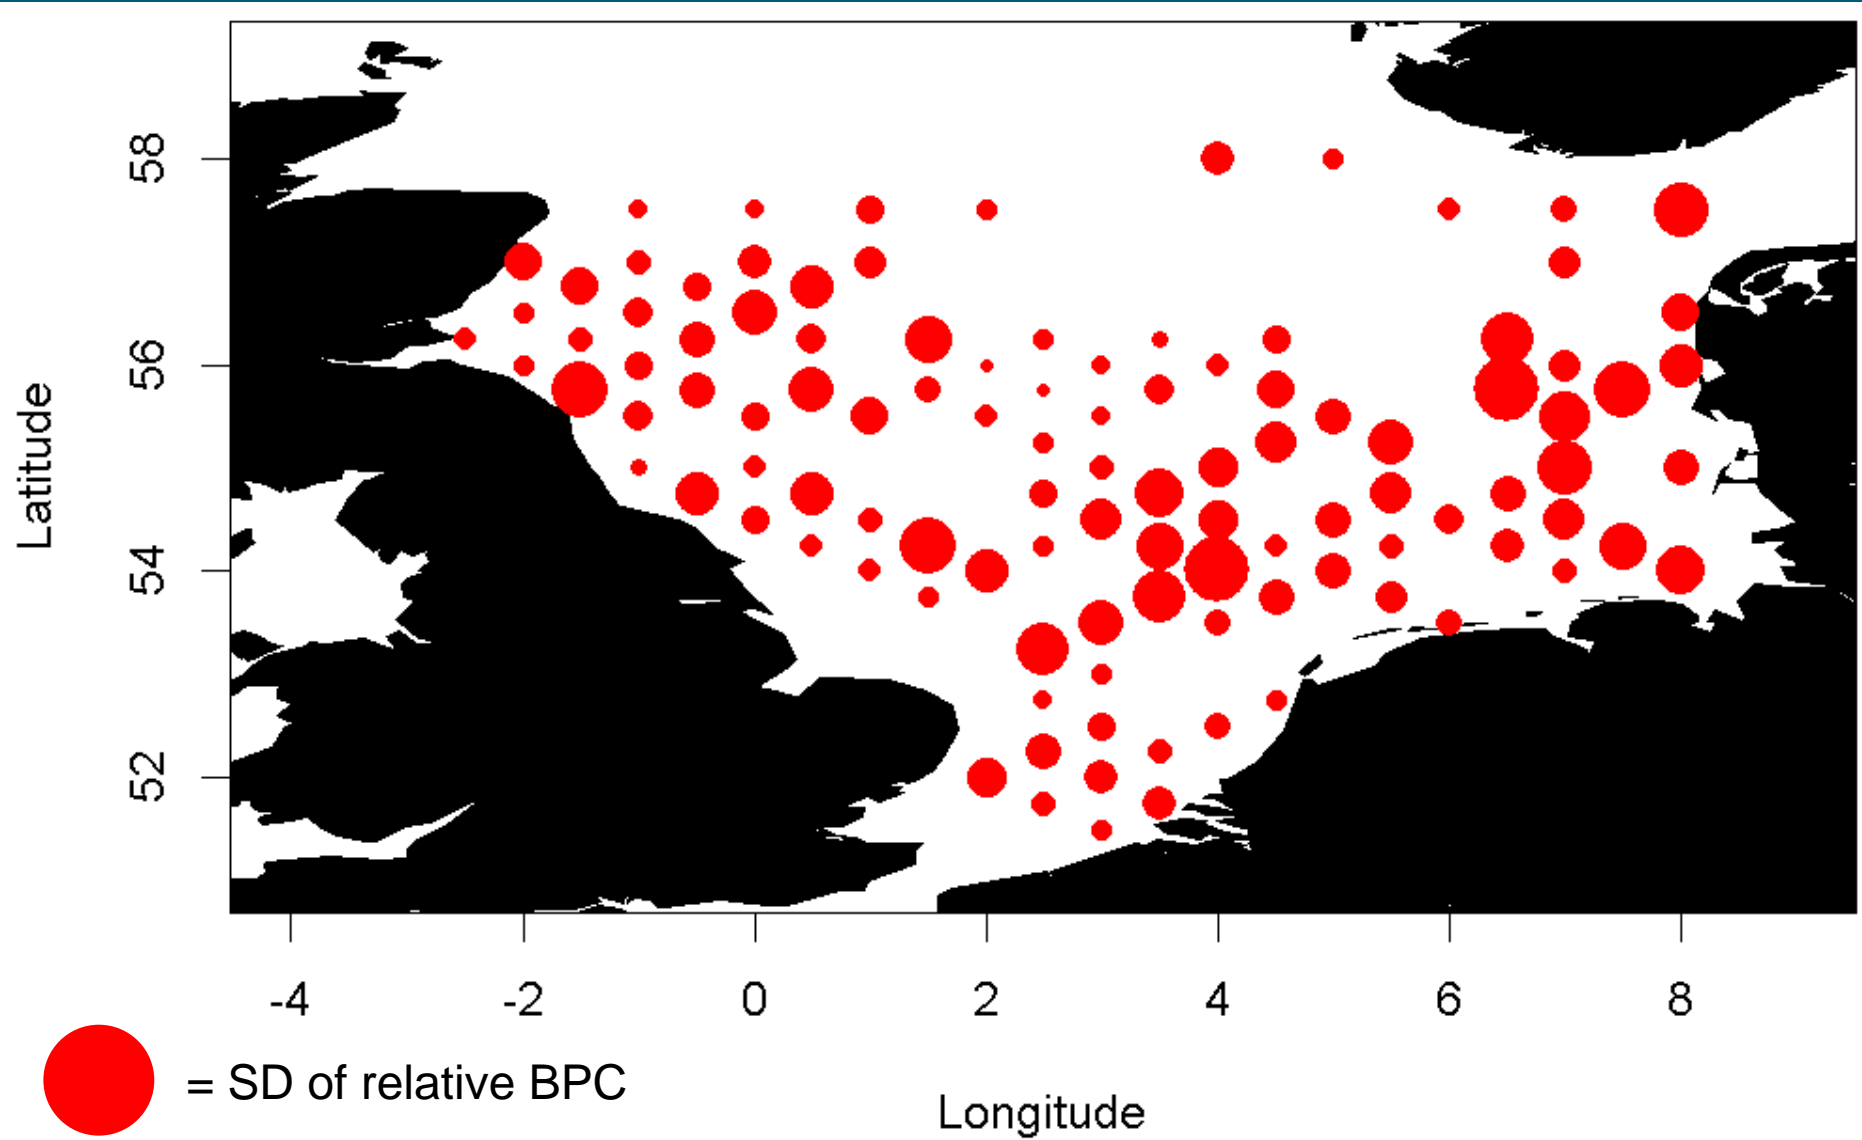 58
56
54
52
Latitude
-4 -2 0 2 4 6 8
= SD of relative BPC
Longitude